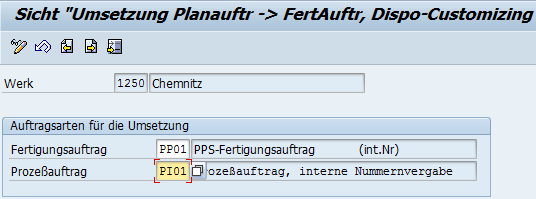 Sicht "Umsetzung Planauftr -> FertAuftr, Dispo-Customizing
Werk 1250 Chemnitz
Auftragsarten für die Umsetzung
Fertigungsauftrag PP01 PPS-Fertigungsauftrag (int.Nr)
Prozeßauftrag PI01 ozeßauftrag, interne Nummernvergabe